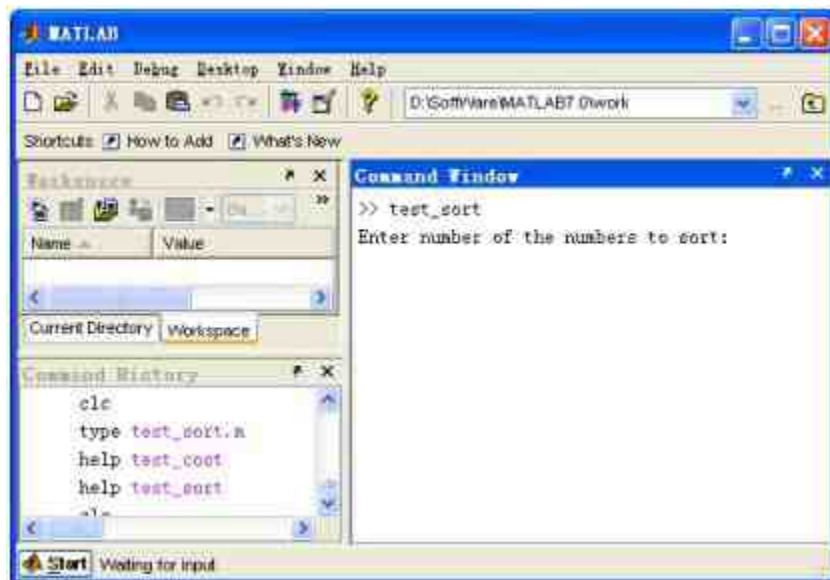 MATLAB
File Edit Debug Desktop Window Help
D:\SoftWare\MATLAB7.0\work
Shortcuts How to Add What's New
Workspace
Name Value
Current Directory Workspace
Command History
clc
type test_sort.m
help test_coot
help test_sort
clc
Command Window
>> test_sort
Enter number of the numbers to sort:
Start Waiting for input